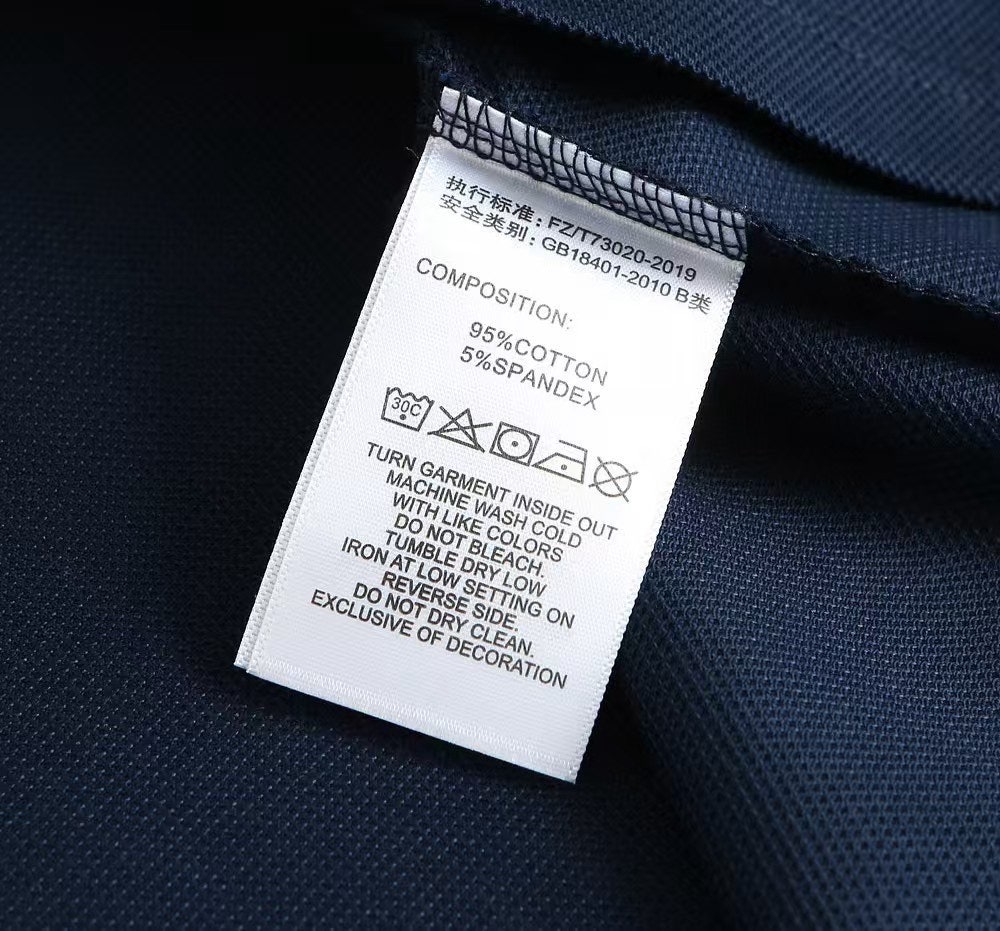 执行标准：FZ/T73020-2019
安全类别：GB18401-2010 B类
COMPOSITION:
95%COTTON
5%SPANDEX
30C
TURN GARMENT INSIDE OUT
MACHINE WASH COLD
WITH LIKE COLORS
DO NOT BLEACH.
TUMBLE DRY LOW
IRON AT LOW SETTING ON
REVERSE SIDE.
DO NOT DRY CLEAN.
EXCLUSIVE OF DECORATION